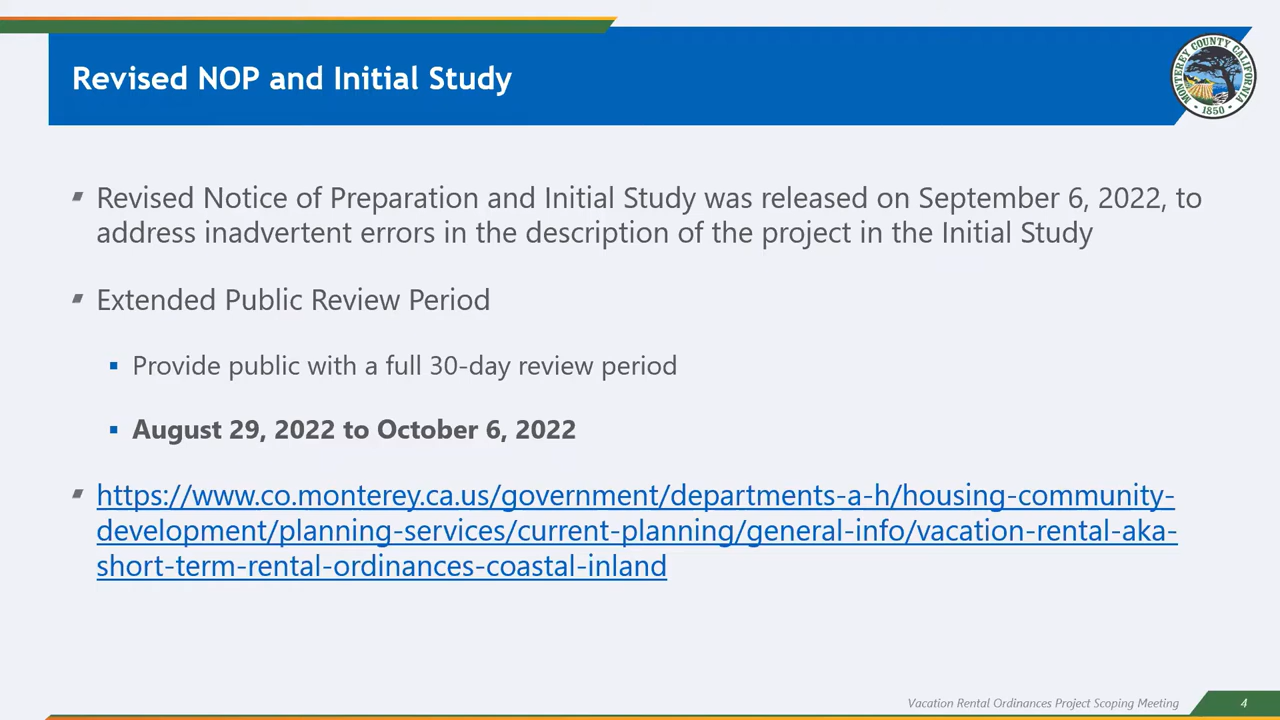 Revised NOP and Initial Study
MONTEREY COUNTY CALIFORNIA
1850
Revised Notice of Preparation and Initial Study was released on September 6, 2022, to
address inadvertent errors in the description of the project in the Initial Study
Extended Public Review Period
Provide public with a full 30-day review period
August 29, 2022 to October 6, 2022
https://www.co.monterey.ca.us/government/departments-a-h/housing-community-
development/planning-services/current-planning/general-info/vacation-rental-aka-
short-term-rental-ordinances-coastal-inland
Vacation Rental Ordinances Project Scoping Meeting
4